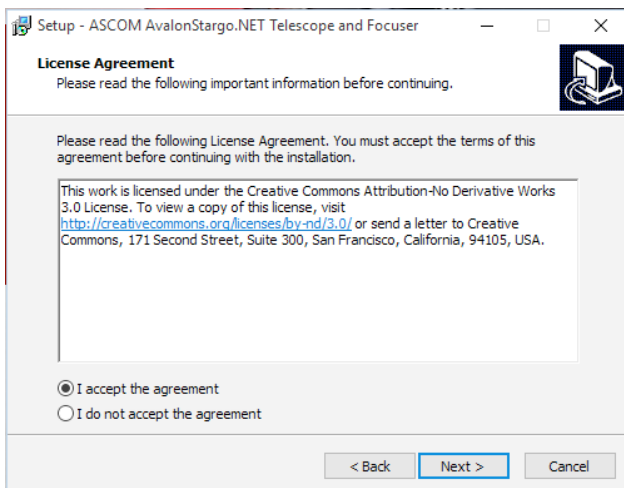 Setup - ASCOM AvalonStargo.NET Telescope and Focuser
License Agreement
Please read the following important information before continuing.
Please read the following License Agreement. You must accept the terms of this
agreement before continuing with the installation.
This work is licensed under the Creative Commons Attribution-No Derivative Works
3.0 License. To view a copy of this license, visit
http://creativecommons.org/licenses/by-nd/3.0/ or send a letter to Creative
Commons, 171 Second Street, Suite 300, San Francisco, California, 94105, USA.
I accept the agreement
I do not accept the agreement
< Back Next > Cancel